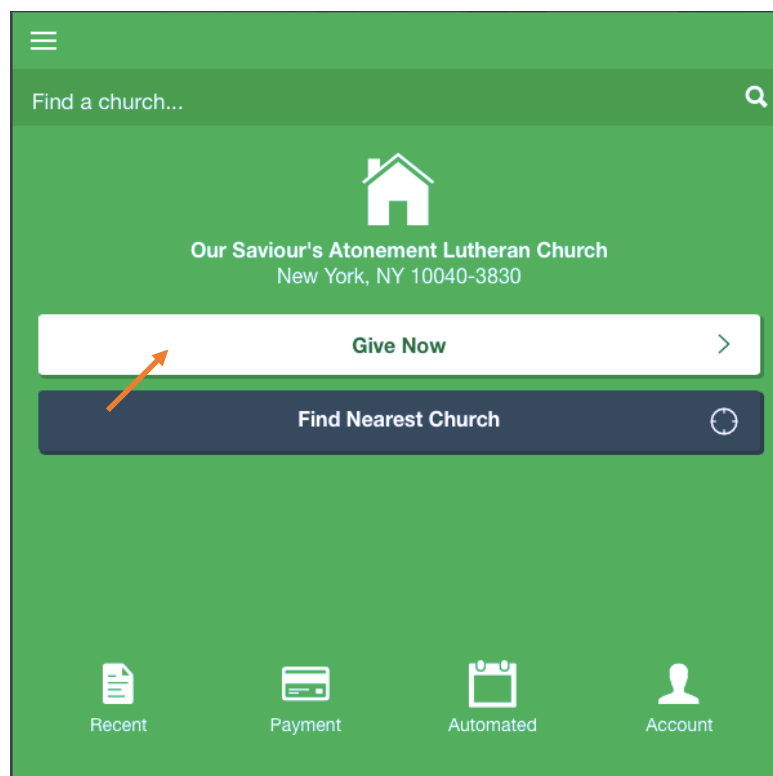 Find a church...
Our Saviour's Atonement Lutheran Church
New York, NY 10040-3830
Give Now
Find Nearest Church
Recent Payment Automated Account